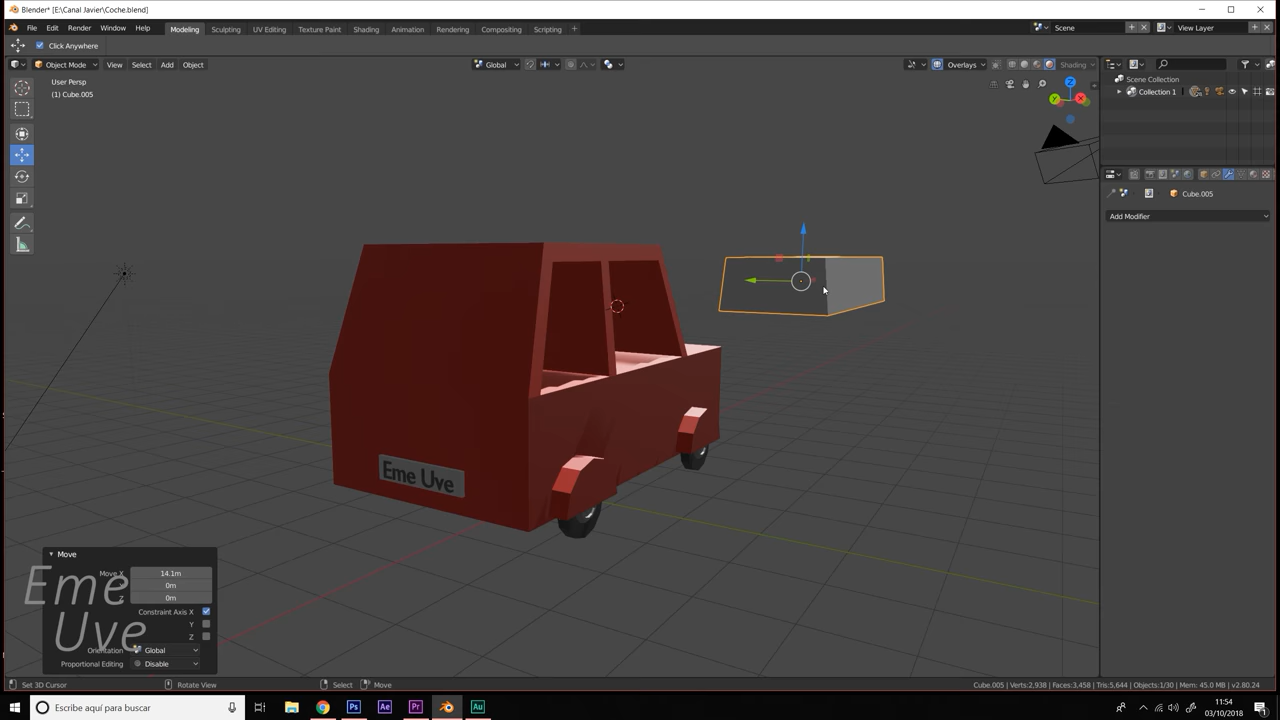 Blender* [E:\Canal Javier\Coche.blend]
File Edit Render Window Help
Modeling Sculpting UV Editing Texture Paint Shading Animation Rendering Compositing Scripting +
Scene
View Layer
Click Anywhere
Object Mode View Select Add Object
Global
Overlays
Shading
User Persp
(1) Cube.005
Z
Y
X
Scene Collection
Collection 1
Cube.005
Add Modifier
Eme Uve
Move
Move X 14.1m
0m
Z 0m
Constraint Axis X
Y
Z
Orientation Global
Proportional Editing Disable
Eme
Uve
Set 3D Cursor
Rotate View
Select
Move
Cube.005 | Verts:2,938 | Faces:3,458 | Tris:5,644 | Objects:1/30 | Mem: 45.0 MB | v2.80.24
Escribe aquí para buscar
Ps Ae Pr Au
11:54
03/10/2018
1